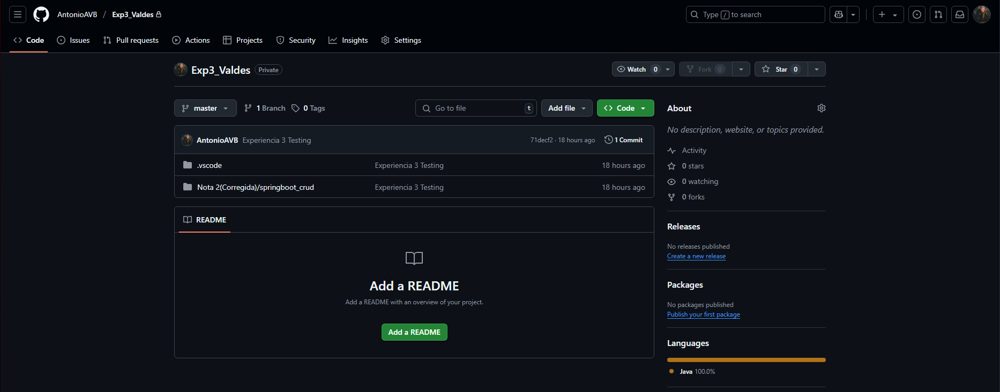 AntonioAVB / Exp3_Valdes
Type / to search
Code
Issues
Pull requests
Actions
Projects
Security
Insights
Settings
Exp3_Valdes Private
Watch 0
Fork 0
Star 0
master
1 Branch
0 Tags
Go to file t
Add file
Code
AntonioAVB Experiencia 3 Testing 71decf2 · 18 hours ago 1 Commit
.vscode Experiencia 3 Testing 18 hours ago
Nota 2(Corregida)/springboot_crud Experiencia 3 Testing 18 hours ago
README
Add a README
Add a README with an overview of your project.
Add a README
About
No description, website, or topics provided.
Activity
0 stars
0 watching
0 forks
Releases
No releases published
Create a new release
Packages
No packages published
Publish your first package
Languages
Java 100.0%